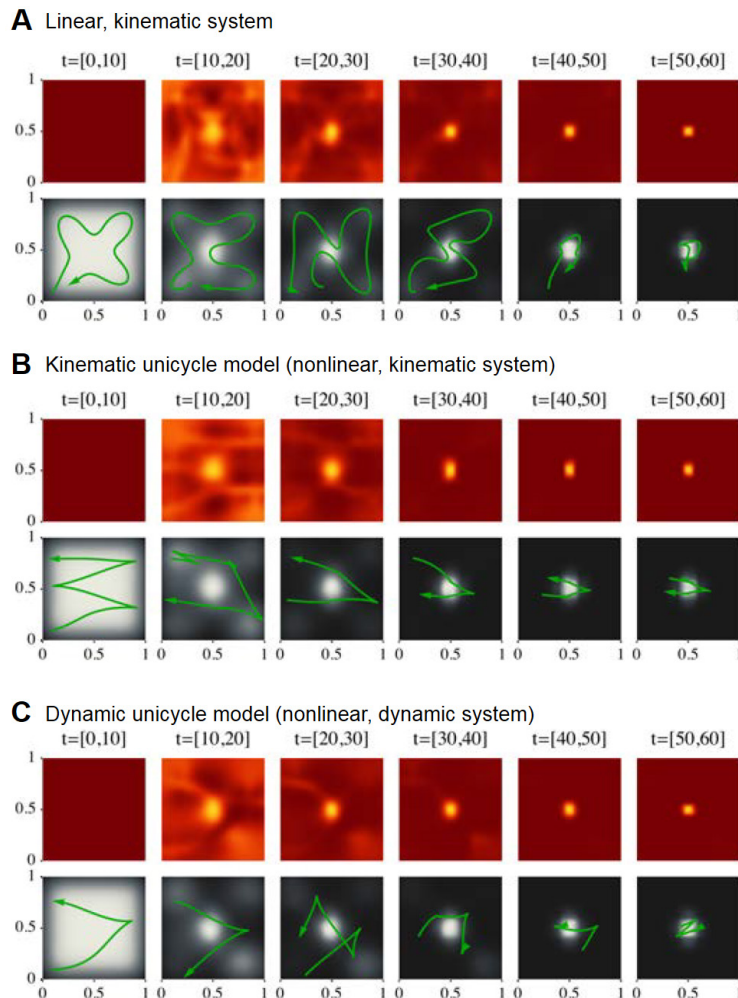 A Linear, kinematic system
t=[0,10] t=[10,20] t=[20,30] t=[30,40] t=[40,50] t=[50,60]
1
0.5
0
1
0.5
0
0 0.5 1 0 0.5 1 0 0.5 1 0 0.5 1 0 0.5 1 0 0.5 1
B Kinematic unicycle model (nonlinear, kinematic system)
t=[0,10] t=[10,20] t=[20,30] t=[30,40] t=[40,50] t=[50,60]
1
0.5
0
1
0.5
0
0 0.5 1 0 0.5 1 0 0.5 1 0 0.5 1 0 0.5 1 0 0.5 1
C Dynamic unicycle model (nonlinear, dynamic system)
t=[0,10] t=[10,20] t=[20,30] t=[30,40] t=[40,50] t=[50,60]
1
0.5
0
1
0.5
0
0 0.5 1 0 0.5 1 0 0.5 1 0 0.5 1 0 0.5 1 0 0.5 1